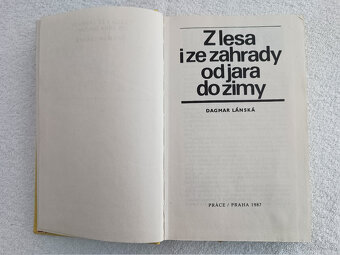 Z lesa
i ze zahrady
od jara
do zimy
DAGMAR LÁNSKÁ
PRÁCE / PRAHA 1987